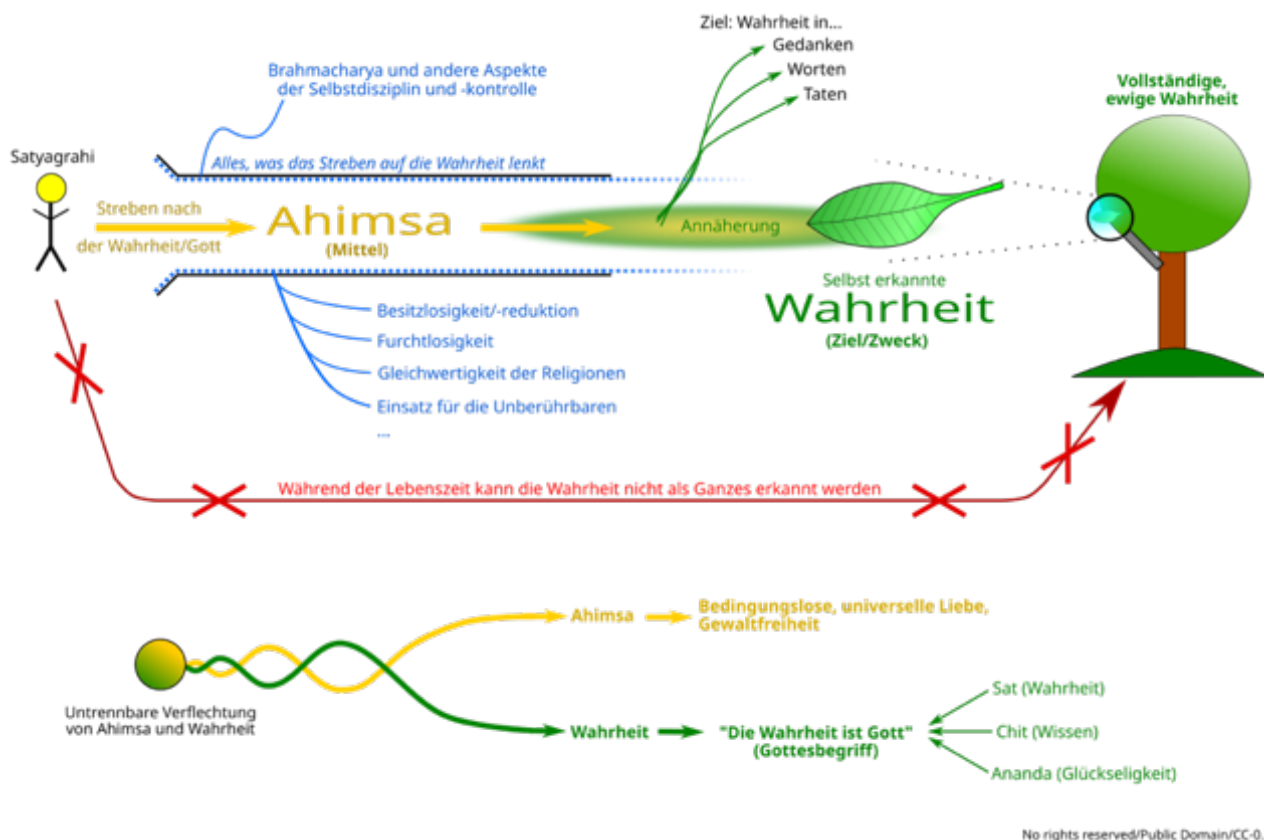 Ziel: Wahrheit in...
Gedanken
Worten
Taten
Brahmacharya und andere Aspekte
der Selbstdisziplin und -kontrolle
Vollständige,
ewige Wahrheit
Satyagrahi
Alles, was das Streben auf die Wahrheit lenkt
Streben nach
der Wahrheit/Gott
Ahimsa
(Mittel)
Annäherung
Selbst erkannte
Wahrheit
(Ziel/Zweck)
Besitzlosigkeit/-reduktion
Furchtlosigkeit
Gleichwertigkeit der Religionen
Einsatz für die Unberührbaren
...
Während der Lebenszeit kann die Wahrheit nicht als Ganzes erkannt werden
Ahimsa
Bedingungslose, universelle Liebe,
Gewaltfreiheit
Untrennbare Verflechtung
von Ahimsa und Wahrheit
Wahrheit
"Die Wahrheit ist Gott"
(Gottesbegriff)
Sat (Wahrheit)
Chit (Wissen)
Ananda (Glückseligkeit)
No rights reserved/Public Domain/CC-0.